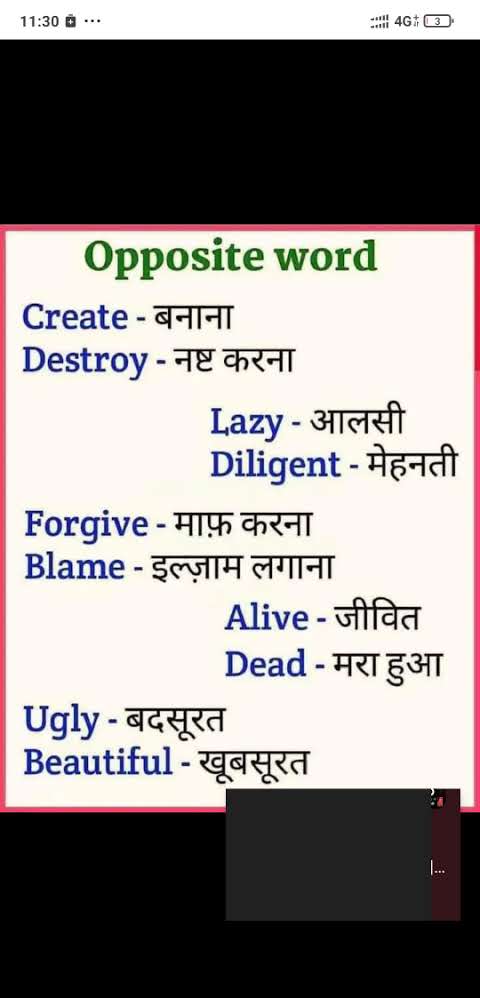 11:30
4G
3
Opposite word
Create - बनाना
Destroy - नष्ट करना
Lazy - आलसी
Diligent - मेहनती
Forgive - माफ़ करना
Blame - इल्ज़ाम लगाना
Alive - जीवित
Dead - मरा हुआ
Ugly - बदसूरत
Beautiful - खूबसूरत